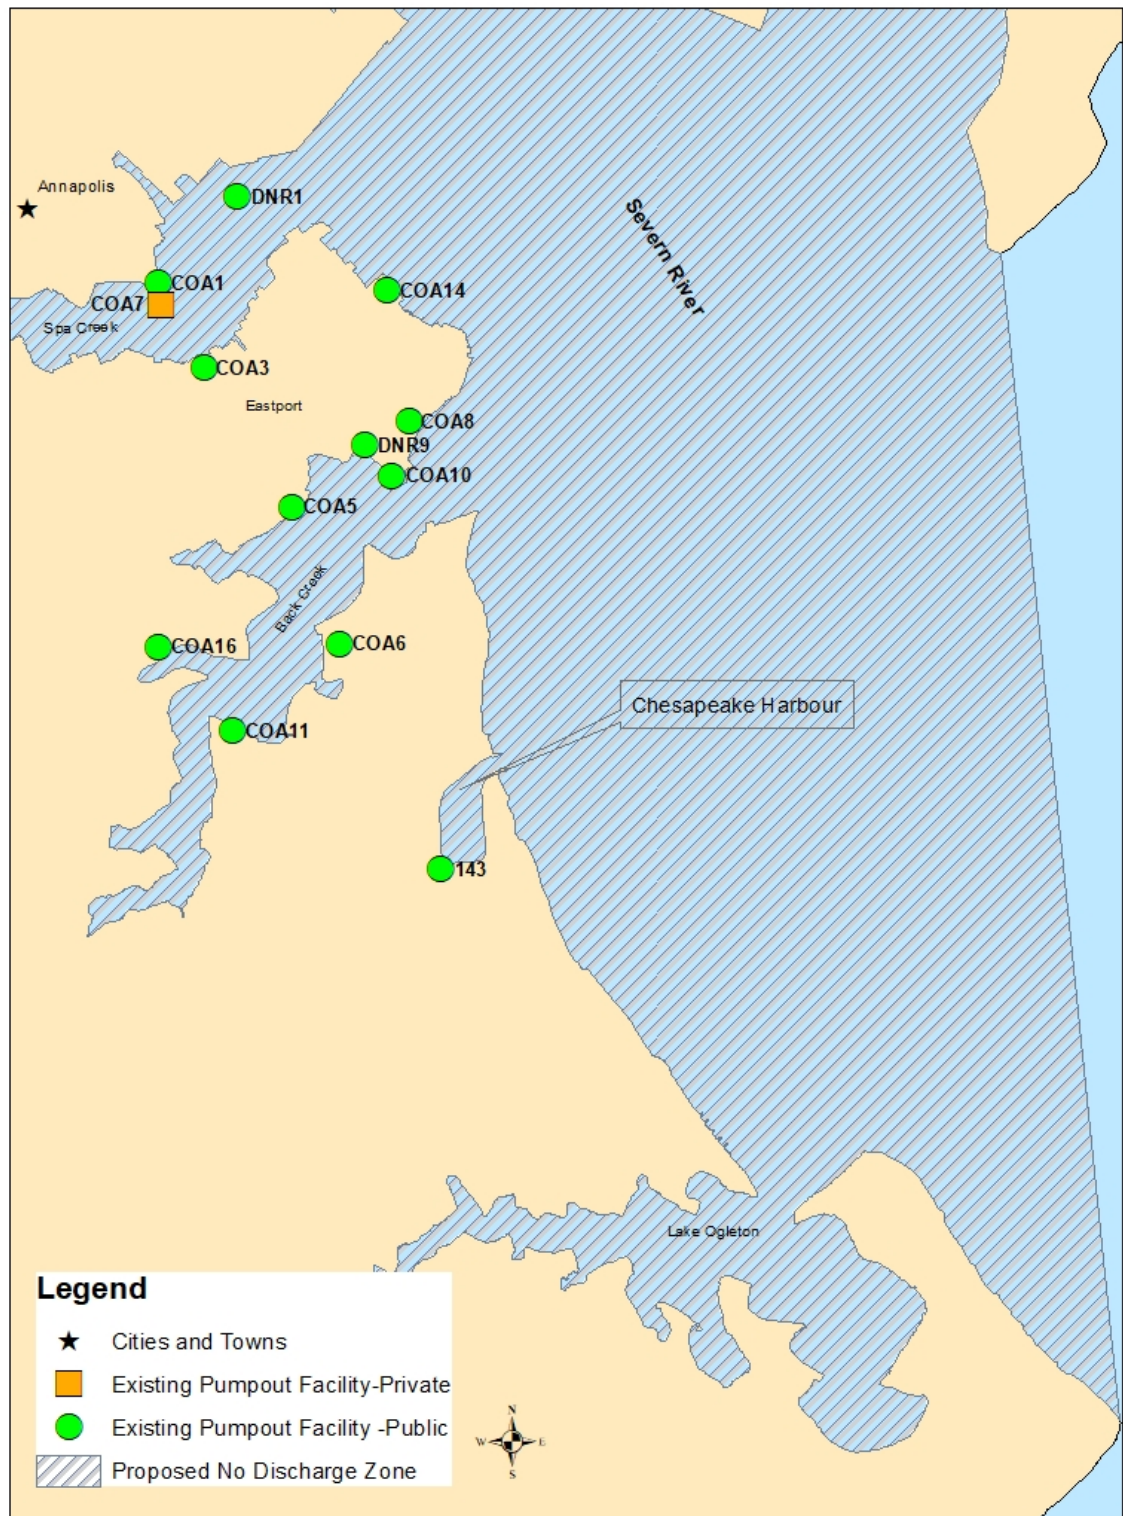 Annapolis
DNR1
Severn River
COA1
COA14
COA7
Spa Creek
COA3
Eastport
COA8
DNR9
COA10
COA5
Back Creek
COA16
COA6
Chesapeake Harbour
COA11
143
Lake Ogleton
Legend
Cities and Towns
Existing Pumpout Facility-Private
Existing Pumpout Facility -Public
Proposed No Discharge Zone
N
W E
S